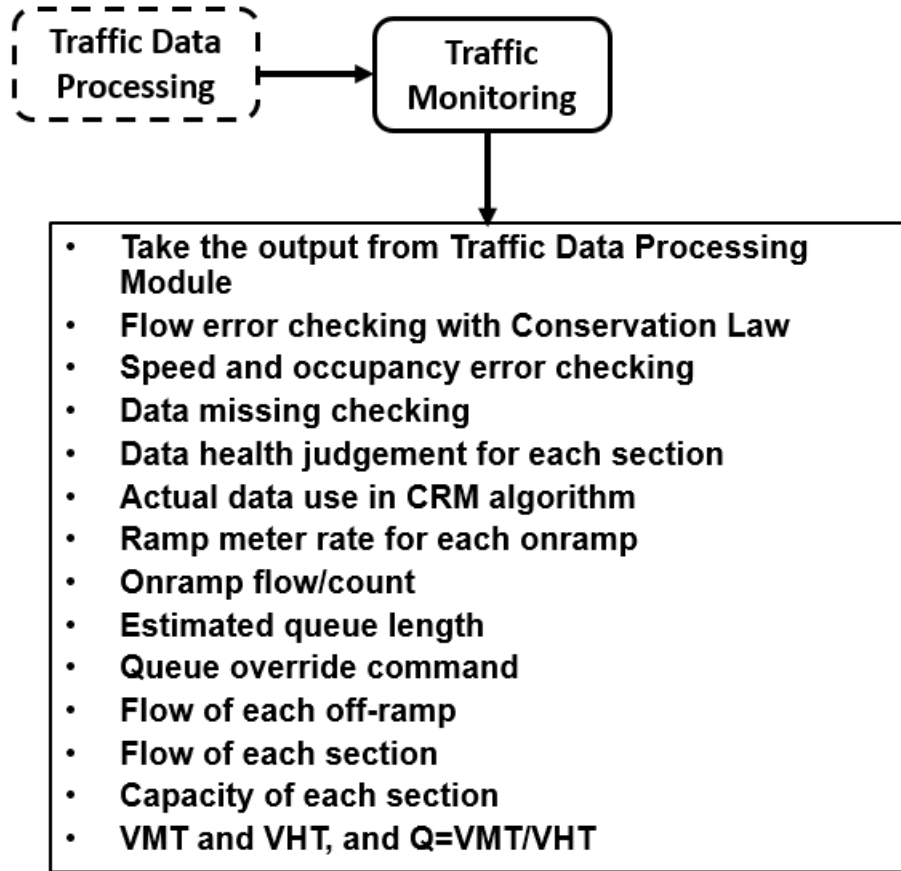 Traffic Data
Processing
Traffic
Monitoring
• Take the output from Traffic Data Processing
Module
• Flow error checking with Conservation Law
• Speed and occupancy error checking
• Data missing checking
• Data health judgement for each section
• Actual data use in CRM algorithm
• Ramp meter rate for each onramp
• Onramp flow/count
• Estimated queue length
• Queue override command
• Flow of each off-ramp
• Flow of each section
• Capacity of each section
• VMT and VHT, and Q=VMT/VHT